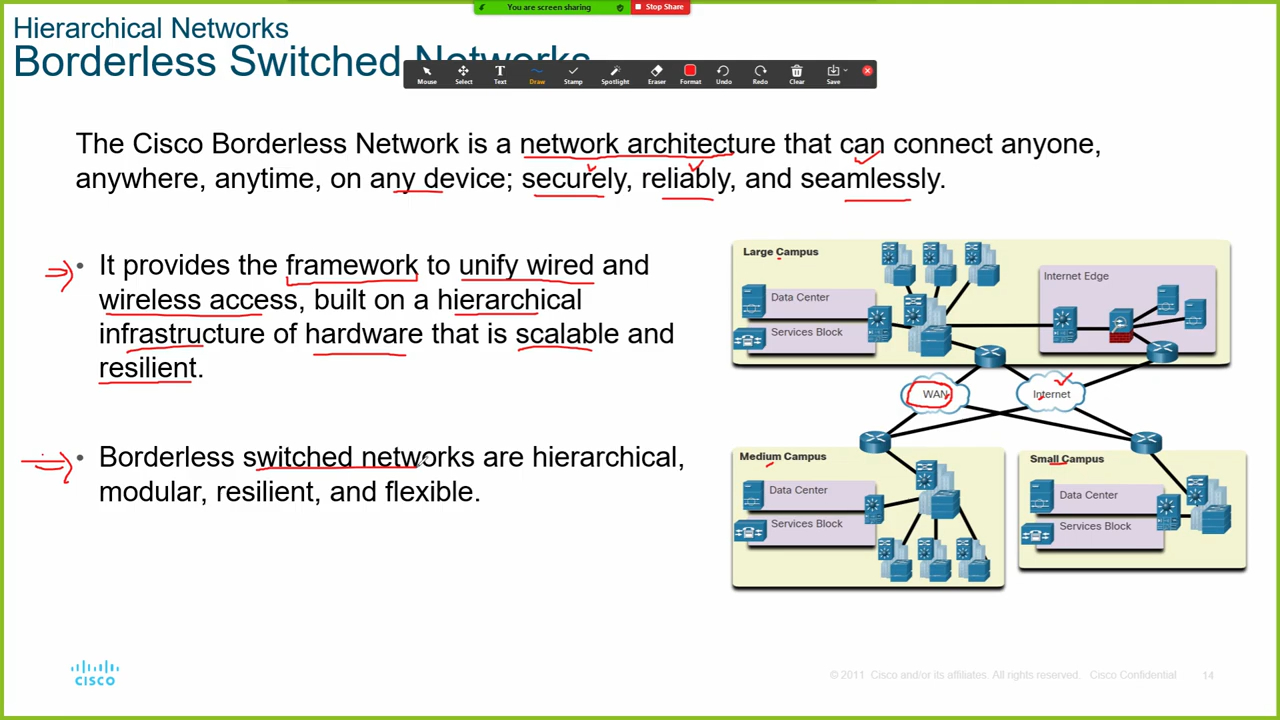 You are screen sharing
Stop Share
Hierarchical Networks
Borderless Switched Networks
Mouse Select Text Draw Stamp Spotlight Eraser Format Undo Redo Clear Save
The Cisco Borderless Network is a network architecture that can connect anyone,
anywhere, anytime, on any device; securely, reliably, and seamlessly.
• It provides the framework to unify wired and
wireless access, built on a hierarchical
infrastructure of hardware that is scalable and
resilient.
• Borderless switched networks are hierarchical,
modular, resilient, and flexible.
Large Campus
Data Center
Services Block
Internet Edge
WAN
Internet
Medium Campus
Data Center
Services Block
Small Campus
Data Center
Services Block
CISCO
© 2011 Cisco and/or its affiliates. All rights reserved. Cisco Confidential 14